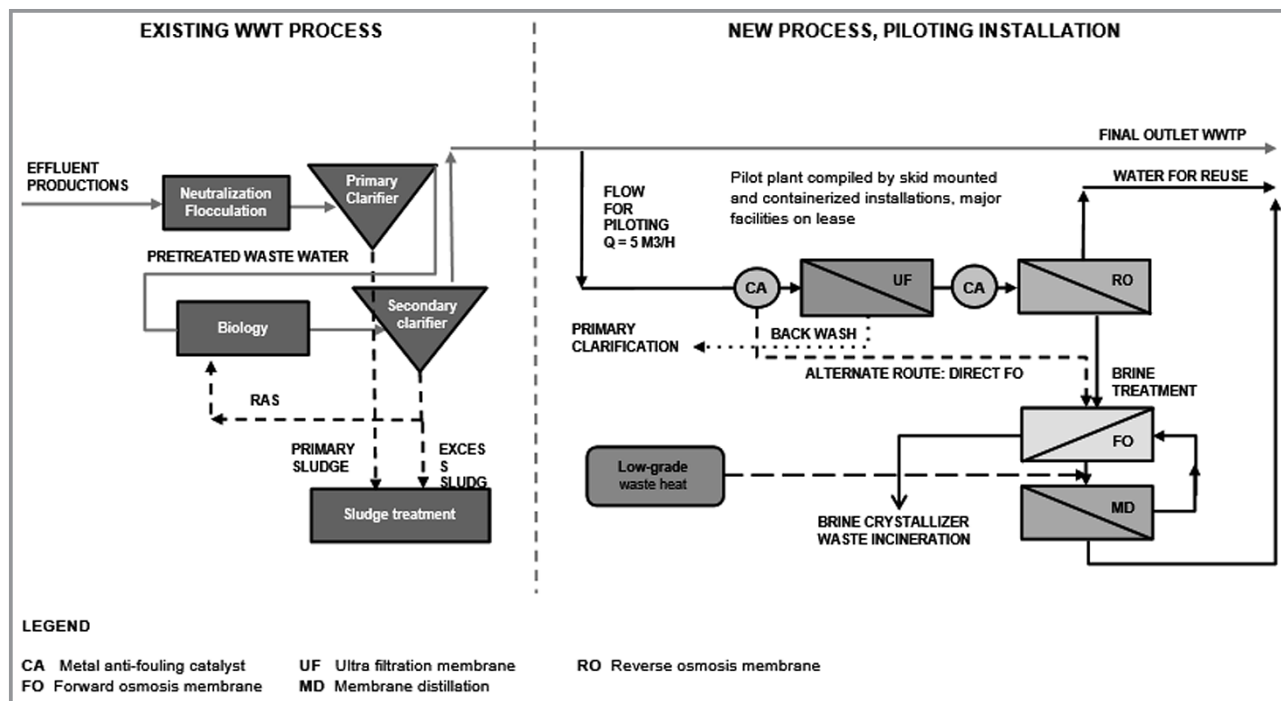 EXISTING WWT PROCESS
NEW PROCESS, PILOTING INSTALLATION
EFFLUENT
PRODUCTIONS
Neutralization
Flocculation
Primary
Clarifier
PRETREATED WASTE WATER
Biology
Secondary
clarifier
RAS
PRIMARY
SLUDGE
EXCES
S
SLUDG
Sludge treatment
FINAL OUTLET WWTP
WATER FOR REUSE
FLOW
FOR
PILOTING
Q = 5 M3/H
Pilot plant compiled by skid mounted
and containerized installations, major
facilities on lease
CA
UF
CA
RO
PRIMARY
CLARIFICATION
BACK WASH
ALTERNATE ROUTE: DIRECT FO
BRINE
TREATMENT
FO
Low-grade
waste heat
MD
BRINE CRYSTALLIZER
WASTE INCINERATION
LEGEND
CA Metal anti-fouling catalyst
UF Ultra filtration membrane
RO Reverse osmosis membrane
FO Forward osmosis membrane
MD Membrane distillation